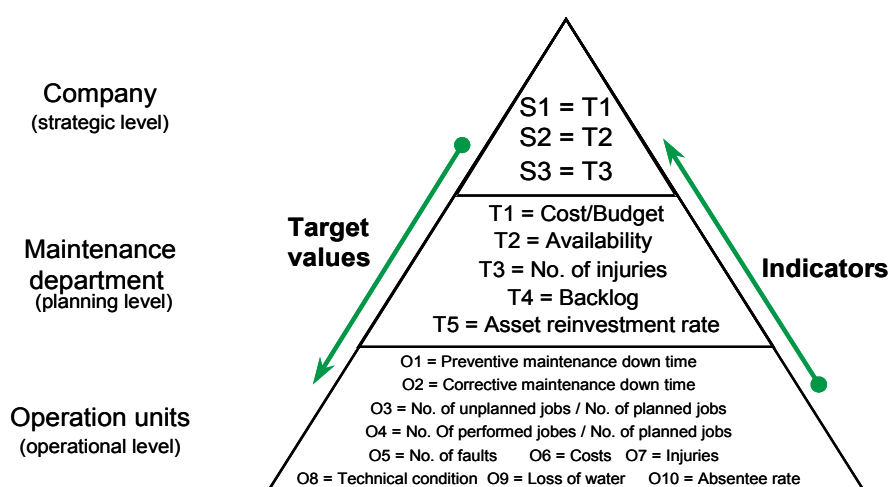 Company
(strategic level)
S1 = T1
S2 = T2
S3 = T3
Target
values
Indicators
Maintenance
department
(planning level)
T1 = Cost/Budget
T2 = Availability
T3 = No. of injuries
T4 = Backlog
T5 = Asset reinvestment rate
Operation units
(operational level)
O1 = Preventive maintenance down time
O2 = Corrective maintenance down time
O3 = No. of unplanned jobs / No. of planned jobs
O4 = No. Of performed jobes / No. of planned jobs
O5 = No. of faults O6 = Costs O7 = Injuries
O8 = Technical condition O9 = Loss of water O10 = Absentee rate